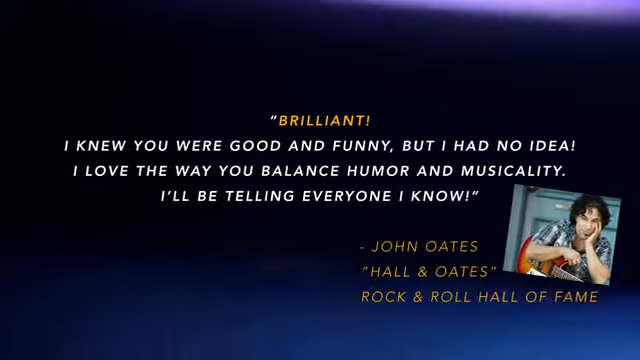 “BRILLIANT!
I KNEW YOU WERE GOOD AND FUNNY, BUT I HAD NO IDEA!
I LOVE THE WAY YOU BALANCE HUMOR AND MUSICALITY.
I’LL BE TELLING EVERYONE I KNOW!”
- JOHN OATES
“HALL & OATES”
ROCK & ROLL HALL OF FAME